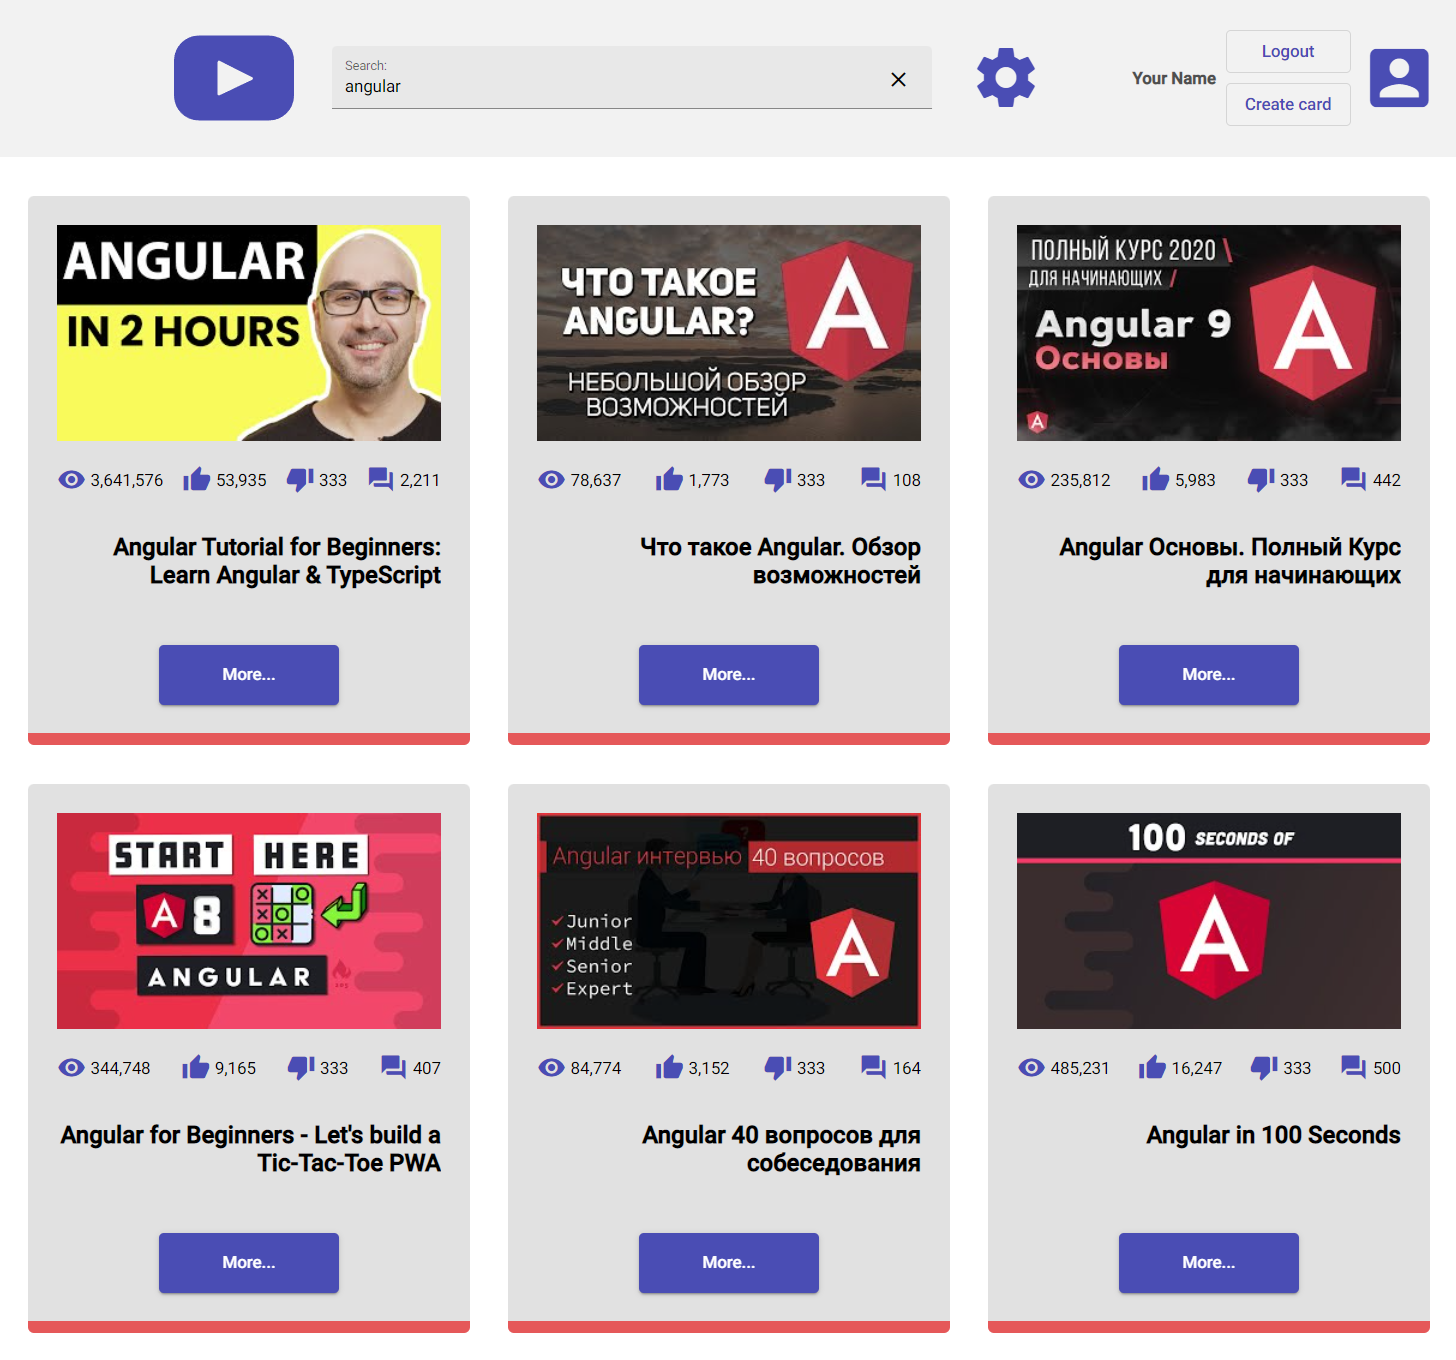 Search:
angular
Your Name
Logout
Create card
ANGULAR
IN 2 HOURS
3,641,576 53,935 333 2,211
Angular Tutorial for Beginners:
Learn Angular & TypeScript
More...
ЧТО ТАКОЕ
ANGULAR?
НЕБОЛЬШОЙ ОБЗОР
ВОЗМОЖНОСТЕЙ
78,637 1,773 333 108
Что такое Angular. Обзор
возможностей
More...
ПОЛНЫЙ КУРС 2020 \
ДЛЯ НАЧИНАЮЩИХ /
Angular 9
Основы
A
A
235,812 5,983 333 442
Angular Основы. Полный Курс
для начинающих
More...
START HERE
A 8
ANGULAR
344,748 9,165 333 407
Angular for Beginners - Let's build a
Tic-Tac-Toe PWA
More...
?
Angular интервью 40 вопросов
Junior
Middle
Senior
Expert
A
84,774 3,152 333 164
Angular 40 вопросов для
собеседования
More...
100 SECONDS OF
A
485,231 16,247 333 500
Angular in 100 Seconds
More...